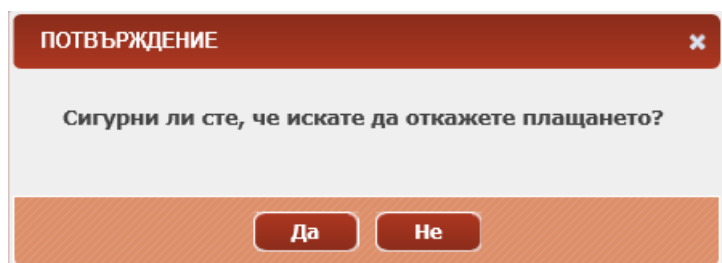 ПОТВЪРЖДЕНИЕ
Сигурни ли сте, че искате да откажете плащането?
Да Не